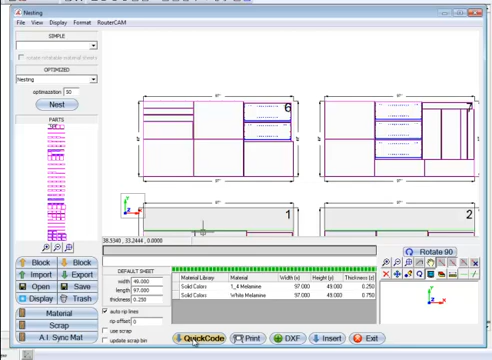 Nesting
File View Display Format RouterCAM
SIMPLE
OPTIMIZED
Nesting
optimization 90
Nest
PARTS
6
7
1
2
38.3340 , 33.2444 , 0.0000
Block Block
Import Export
Open Save
Display Trash
Material
Scrap
A.I Sync Mat
DEFAULT SHEET
width 49.000
length 97.000
thickness 0.250
auto rip lines
rip offset 0
use scrap
update scrap bin
Material Library Material Width (x) Height (y) Thickness (z)
Solid Colors 1_4 Melamine 97.000 49.000 0.250
Solid Colors White Melamine 97.000 49.000 0.750
Rotate 90
QuickCode Print DXF Insert Exit